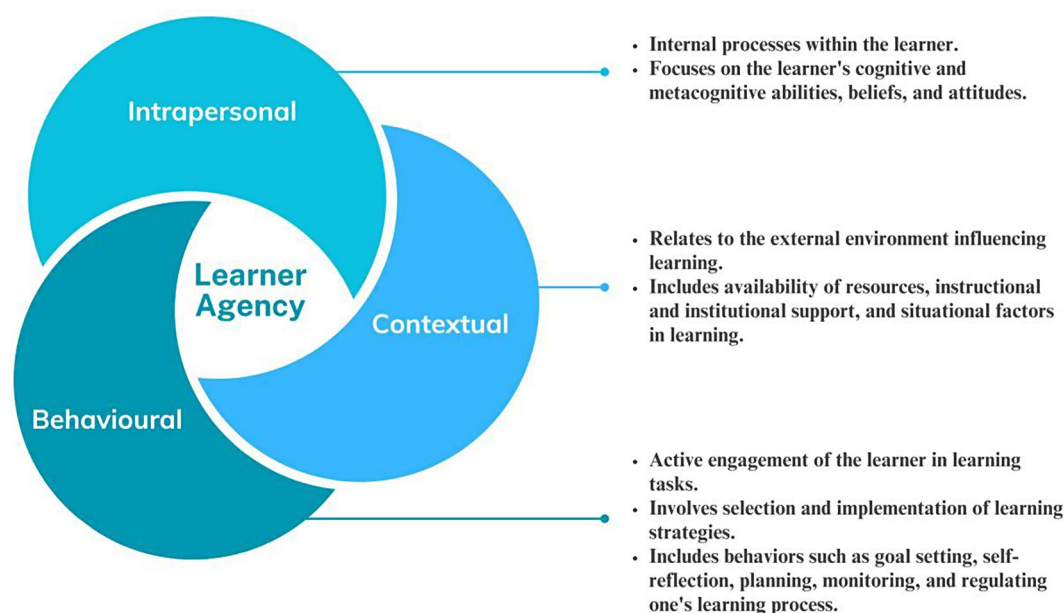 Intrapersonal
• Internal processes within the learner.
• Focuses on the learner's cognitive and
metacognitive abilities, beliefs, and attitudes.
Learner
Agency
Contextual
• Relates to the external environment influencing
learning.
• Includes availability of resources, instructional
and institutional support, and situational factors
in learning.
Behavioural
• Active engagement of the learner in learning
tasks.
• Involves selection and implementation of learning
strategies.
• Includes behaviors such as goal setting, self-
reflection, planning, monitoring, and regulating
one's learning process.